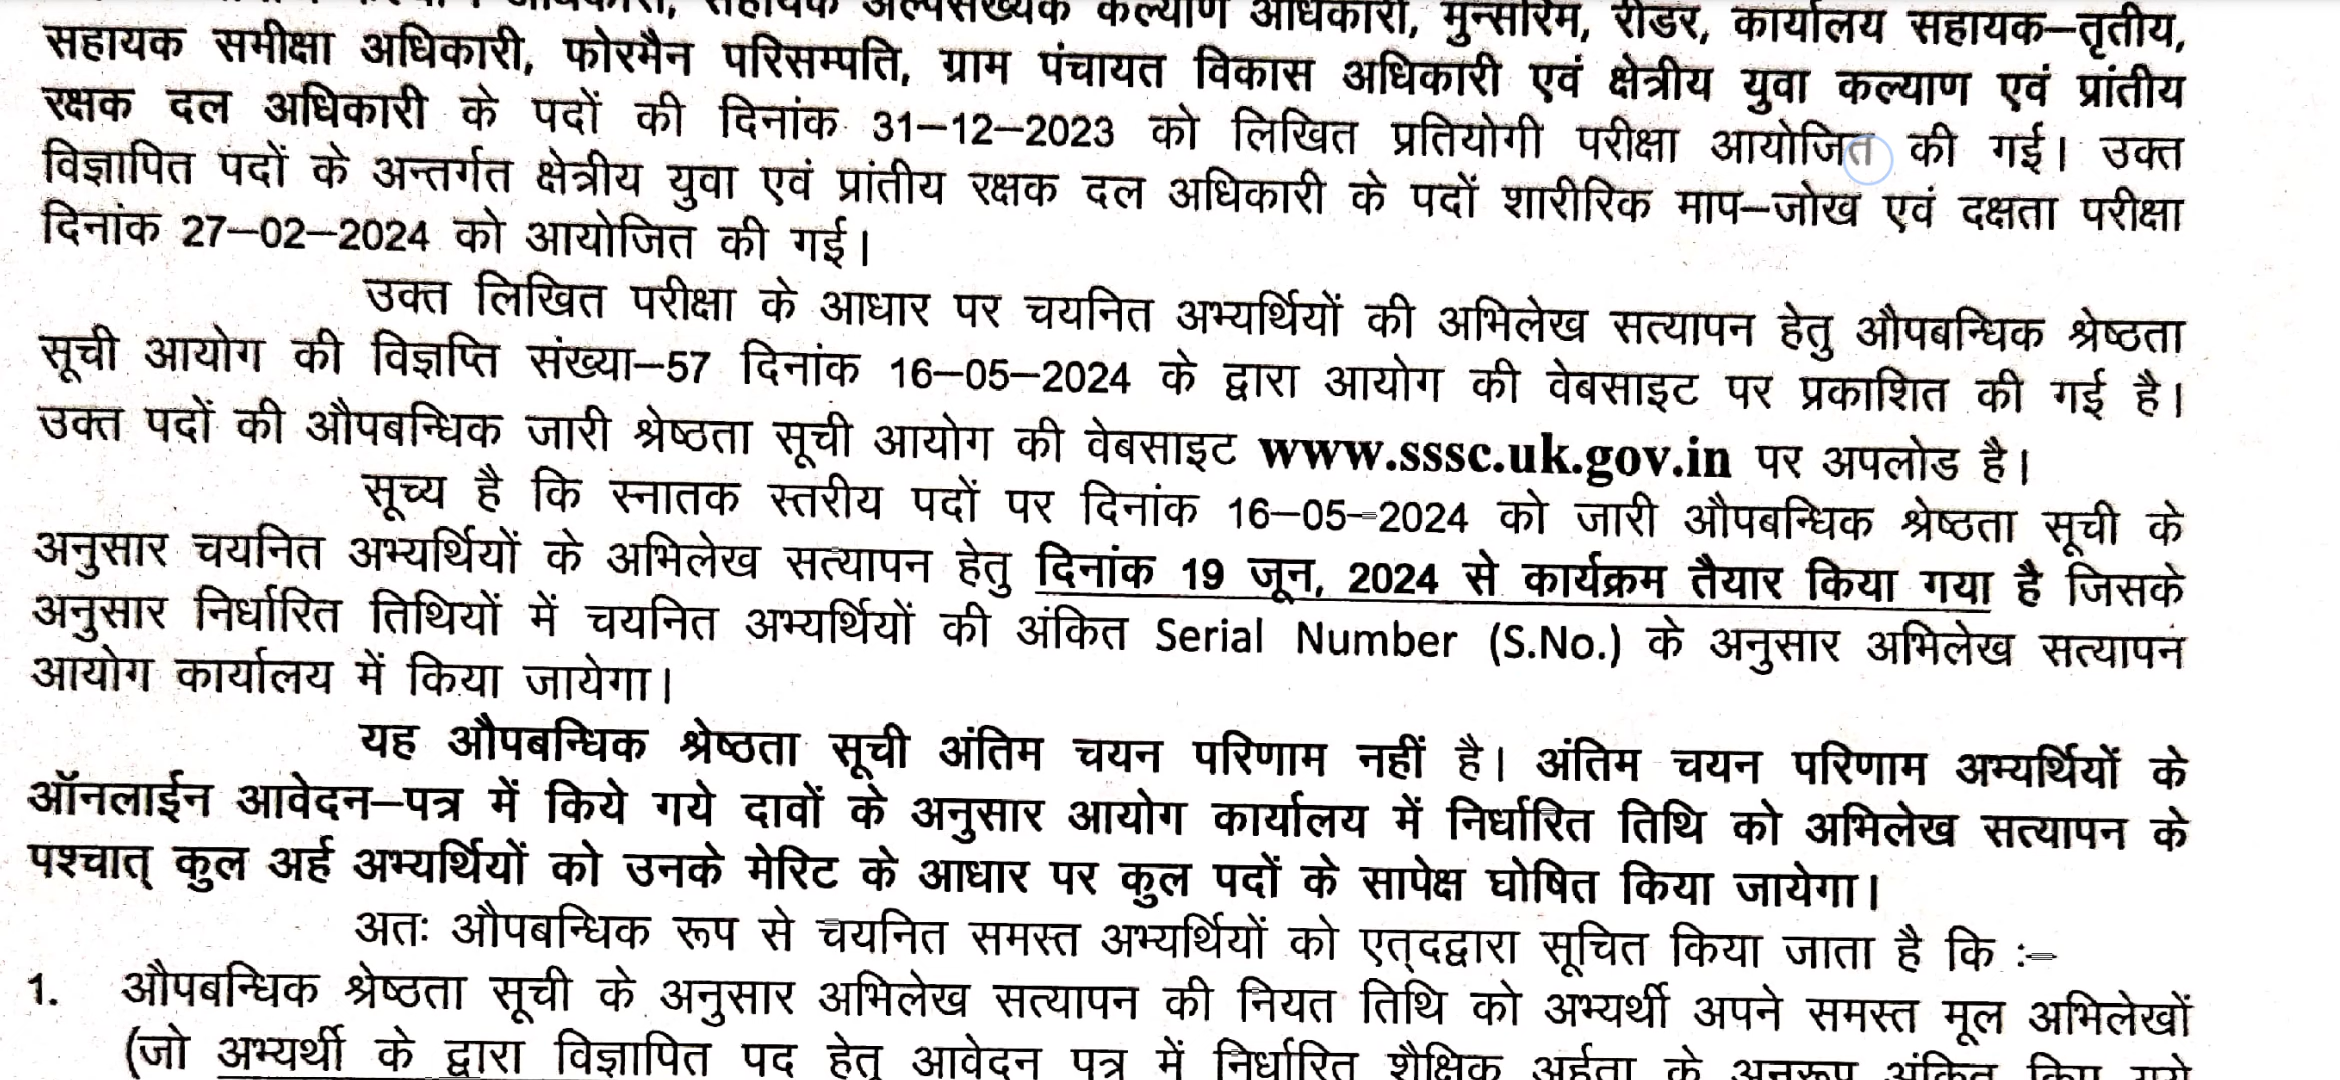 सहायक अल्पसंख्यक कल्याण अधिकारी, मुन्सरिम, रीडर, कार्यालय सहायक–तृतीय,
सहायक समीक्षा अधिकारी, फोरमैन परिसम्पति, ग्राम पंचायत विकास अधिकारी एवं क्षेत्रीय युवा कल्याण एवं प्रांतीय
रक्षक दल अधिकारी के पदों की दिनांक 31–12–2023 को लिखित प्रतियोगी परीक्षा आयोजित की गई। उक्त
विज्ञापित पदों के अन्तर्गत क्षेत्रीय युवा एवं प्रांतीय रक्षक दल अधिकारी के पदों शारीरिक माप–जोख एवं दक्षता परीक्षा
दिनांक 27–02–2024 को आयोजित की गई।
उक्त लिखित परीक्षा के आधार पर चयनित अभ्यर्थियों की अभिलेख सत्यापन हेतु औपबन्धिक श्रेष्ठता
सूची आयोग की विज्ञप्ति संख्या–57 दिनांक 16–05–2024 के द्वारा आयोग की वेबसाइट पर प्रकाशित की गई है।
उक्त पदों की औपबन्धिक जारी श्रेष्ठता सूची आयोग की वेबसाइट www.sssc.uk.gov.in पर अपलोड है।
सूच्य है कि स्नातक स्तरीय पदों पर दिनांक 16–05–2024 को जारी औपबन्धिक श्रेष्ठता सूची के
अनुसार चयनित अभ्यर्थियों के अभिलेख सत्यापन हेतु दिनांक 19 जून, 2024 से कार्यक्रम तैयार किया गया है जिसके
अनुसार निर्धारित तिथियों में चयनित अभ्यर्थियों की अंकित Serial Number (S.No.) के अनुसार अभिलेख सत्यापन
आयोग कार्यालय में किया जायेगा।
यह औपबन्धिक श्रेष्ठता सूची अंतिम चयन परिणाम नहीं है। अंतिम चयन परिणाम अभ्यर्थियों के
ऑनलाईन आवेदन–पत्र में किये गये दावों के अनुसार आयोग कार्यालय में निर्धारित तिथि को अभिलेख सत्यापन के
पश्चात् कुल अर्ह अभ्यर्थियों को उनके मेरिट के आधार पर कुल पदों के सापेक्ष घोषित किया जायेगा।
अतः औपबन्धिक रूप से चयनित समस्त अभ्यर्थियों को एत्‌दद्वारा सूचित किया जाता है कि :–
1. औपबन्धिक श्रेष्ठता सूची के अनुसार अभिलेख सत्यापन की नियत तिथि को अभ्यर्थी अपने समस्त मूल अभिलेखों
(जो अभ्यर्थी के द्वारा विज्ञापित पद हेतु आवेदन पत्र में निर्धारित शैक्षिक अर्हता के अनुरूप अंकित किए गये